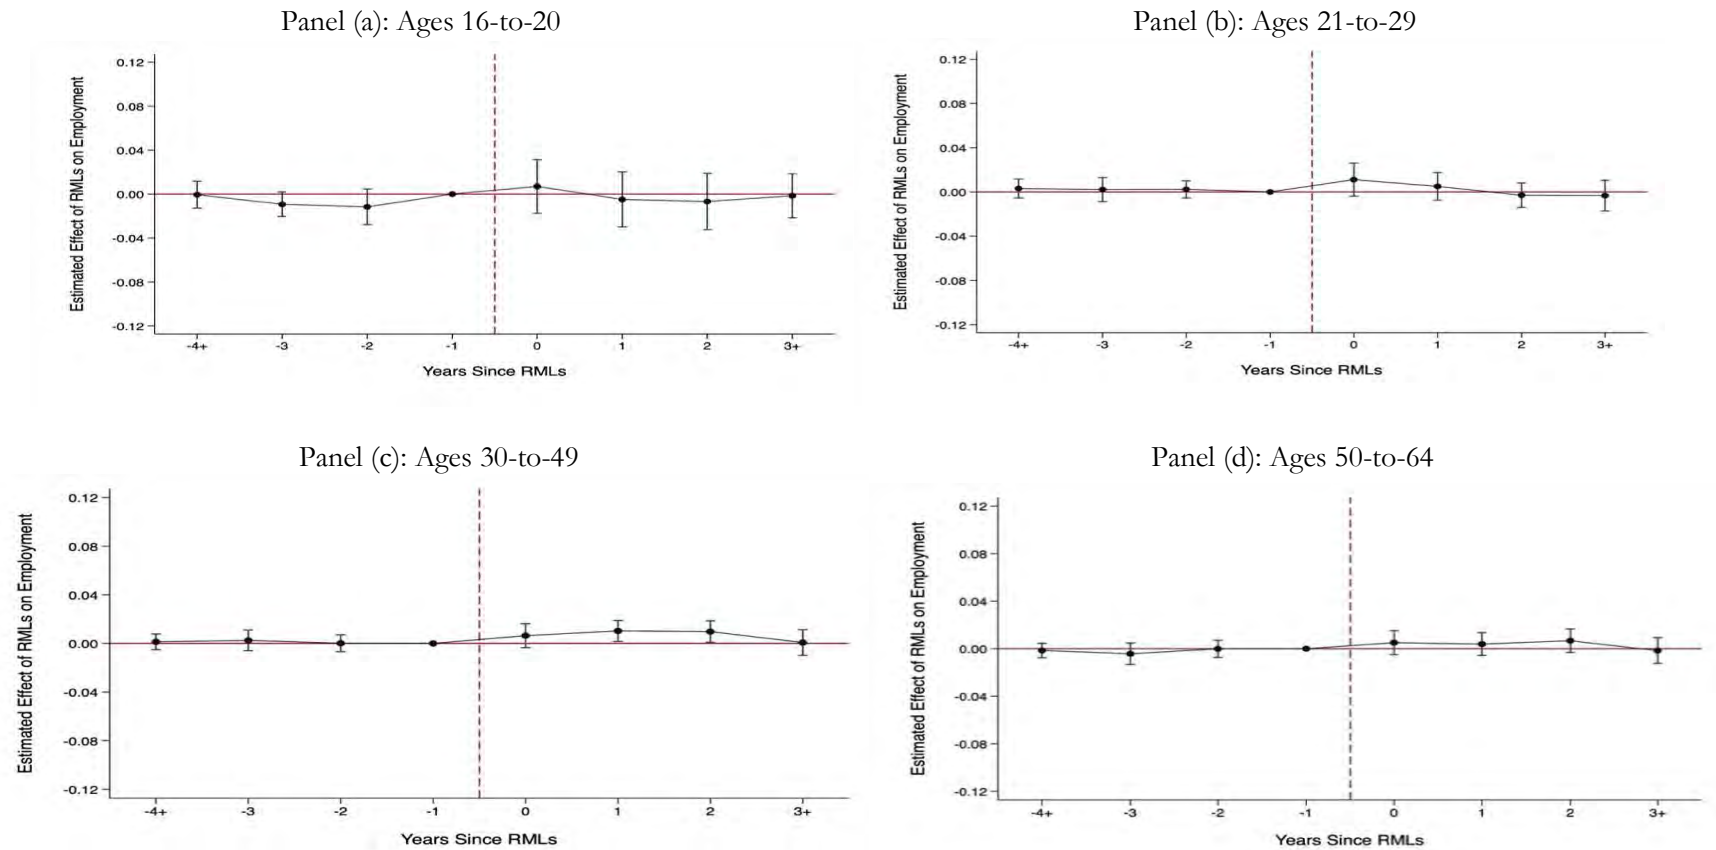 Panel (a): Ages 16-to-20
Estimated Effect of RMLs on Employment
0.12
0.08
0.04
0.00
-0.04
-0.08
-0.12
-4+ -3 -2 -1 0 1 2 3+
Years Since RMLs
Panel (b): Ages 21-to-29
Estimated Effect of RMLs on Employment
0.12
0.08
0.04
0.00
-0.04
-0.08
-0.12
-4+ -3 -2 -1 0 1 2 3+
Years Since RMLs
Panel (c): Ages 30-to-49
Estimated Effect of RMLs on Employment
0.12
0.08
0.04
0.00
-0.04
-0.08
-0.12
-4+ -3 -2 -1 0 1 2 3+
Years Since RMLs
Panel (d): Ages 50-to-64
Estimated Effect of RMLs on Employment
0.12
0.08
0.04
0.00
-0.04
-0.08
-0.12
-4+ -3 -2 -1 0 1 2 3+
Years Since RMLs